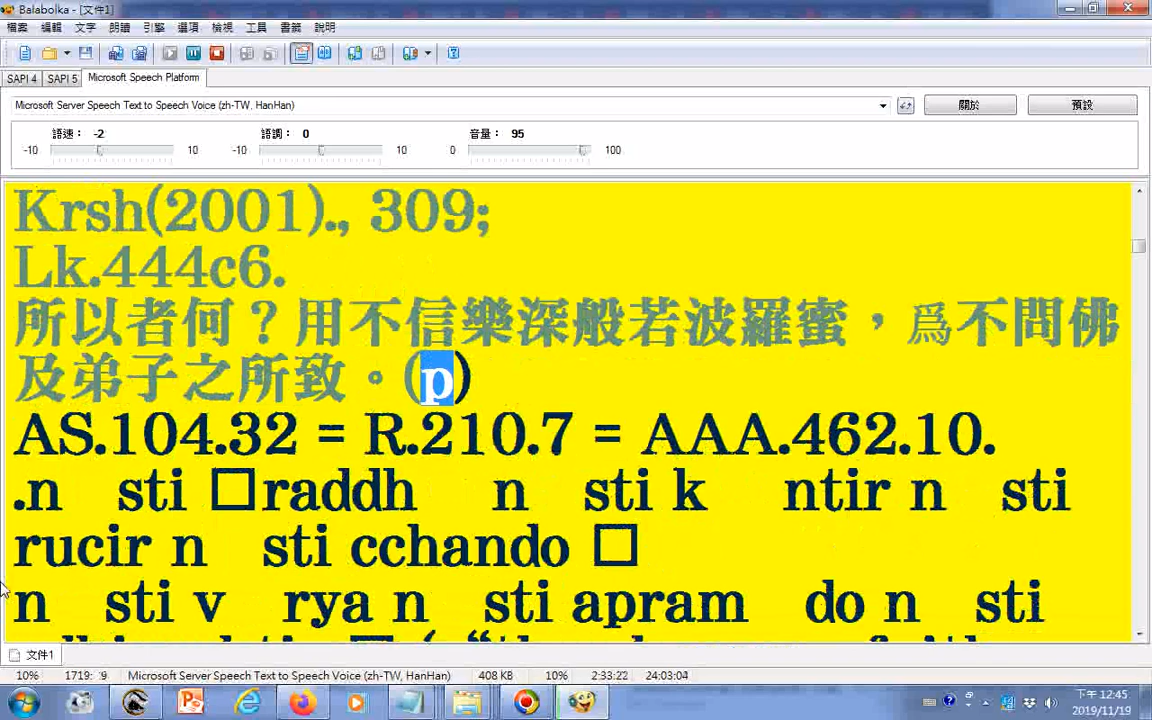 Balabolka - [文件1]
檔案 編輯 文字 朗讀 引擎 選項 檢視 工具 書籤 說明
SAPI 4 SAPI 5 Microsoft Speech Platform
Microsoft Server Speech Text to Speech Voice (zh-TW, HanHan) 關於 預設
語速： -2 語調： 0 音量： 95
-10 10 -10 10 0 100
Krsh(2001)., 309;
Lk.444c6.
所以者何？用不信樂深般若波羅蜜，爲不問佛
及弟子之所致。(p)
AS.104.32 = R.210.7 = AAA.462.10.
.n sti □raddh n sti k ntir n sti
rucir n sti cchando □
n sti v rya n sti apram do n sti
文件1
10% 1719: 9 Microsoft Server Speech Text to Speech Voice (zh-TW, HanHan) 408 KB 10% 2:33:22 24:03:04
下午 12:45
2019/11/19